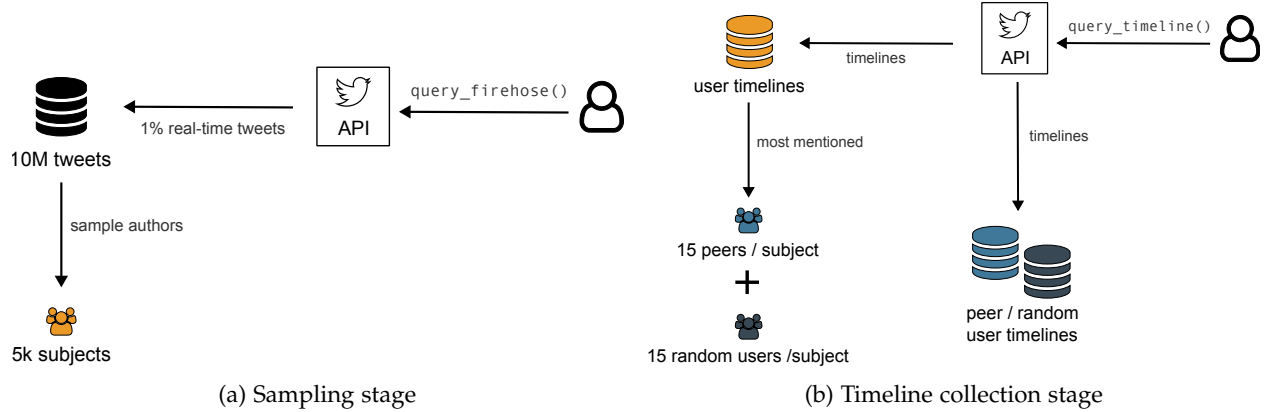 query_firehose()
API
1% real-time tweets
10M tweets
sample authors
5k subjects
(a) Sampling stage
query_timeline()
API
timelines
user timelines
most mentioned
timelines
15 peers / subject
+
15 random users /subject
peer / random
user timelines
(b) Timeline collection stage